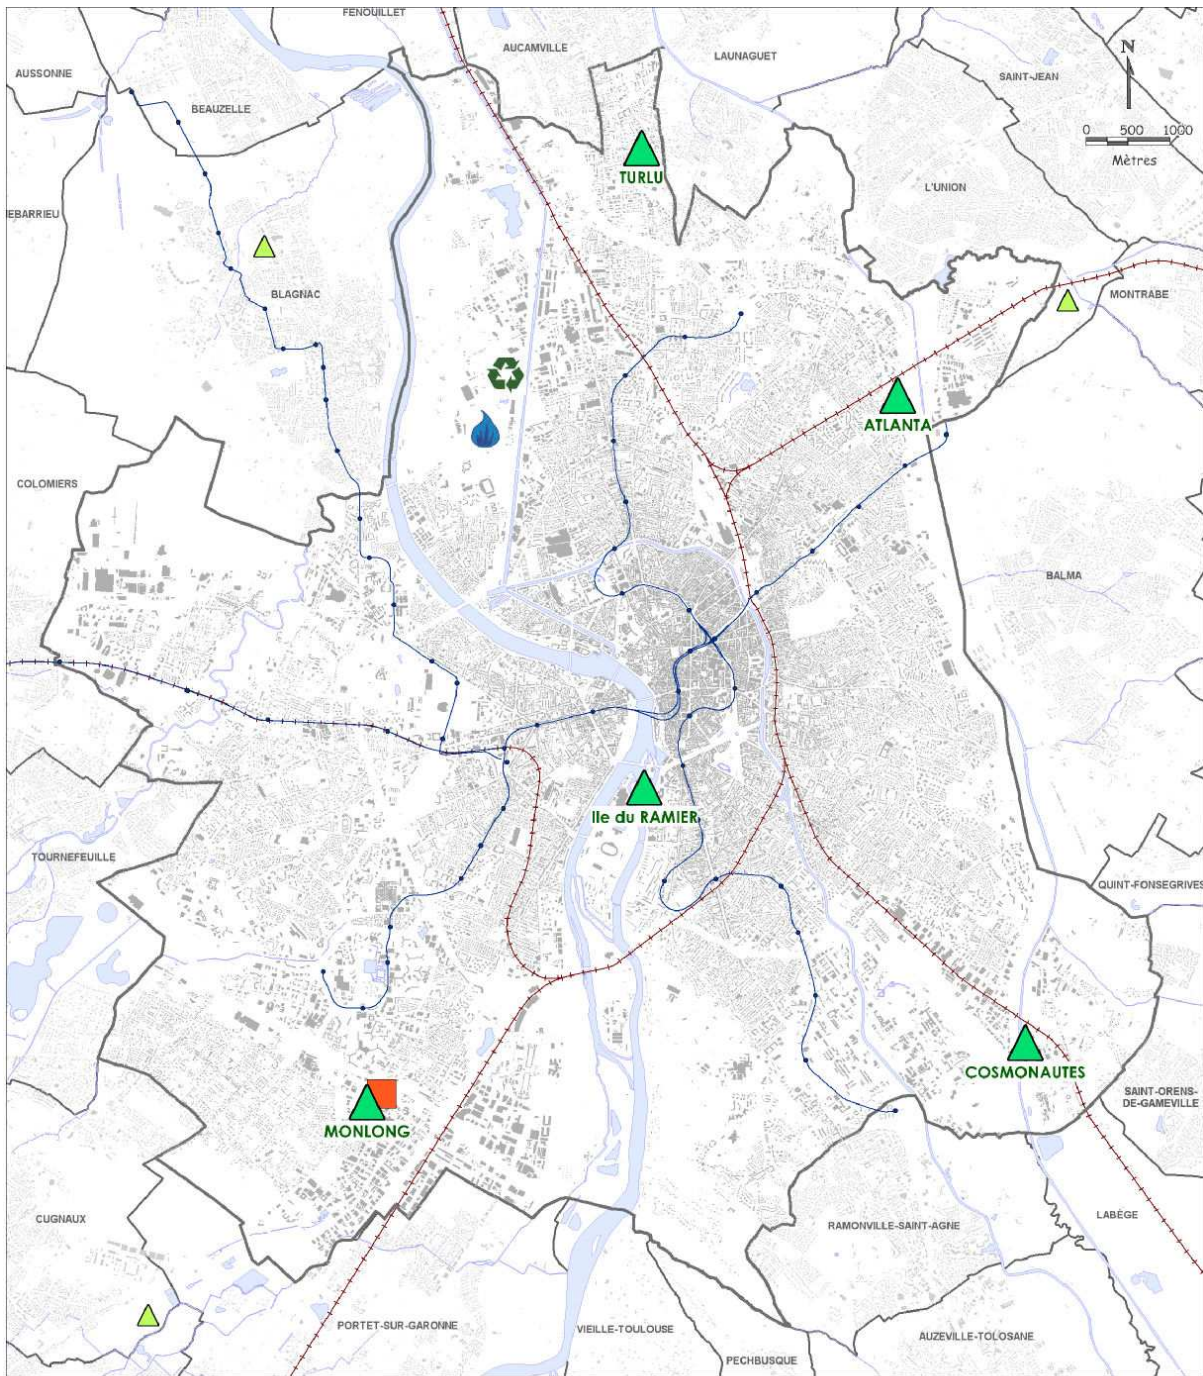 FENOUILLET
AUCAMVILLE
LAUNAGUET
N
AUSSONNE
SAINT-JEAN
BEAUZELLE
0 500 1000
Mètres
TURLU
L'UNION
EBARRIEU
BLAGNAC
MONTRABE
ATLANTA
COLOMIERS
BALMA
Ile du RAMIER
TOURNEFEUILLE
QUINT-FONSEGRIVES
COSMONAUTES
SAINT-ORENS-
DE-GAMEVILLE
MONLONG
CUGNAUX
RAMONVILLE-SAINT-AGNE
LABÈGE
PORTET-SUR-GARONNE
VIEILLE-TOULOUSE
AUZEVILLE-TOLOSANE
PECHBUSQUE